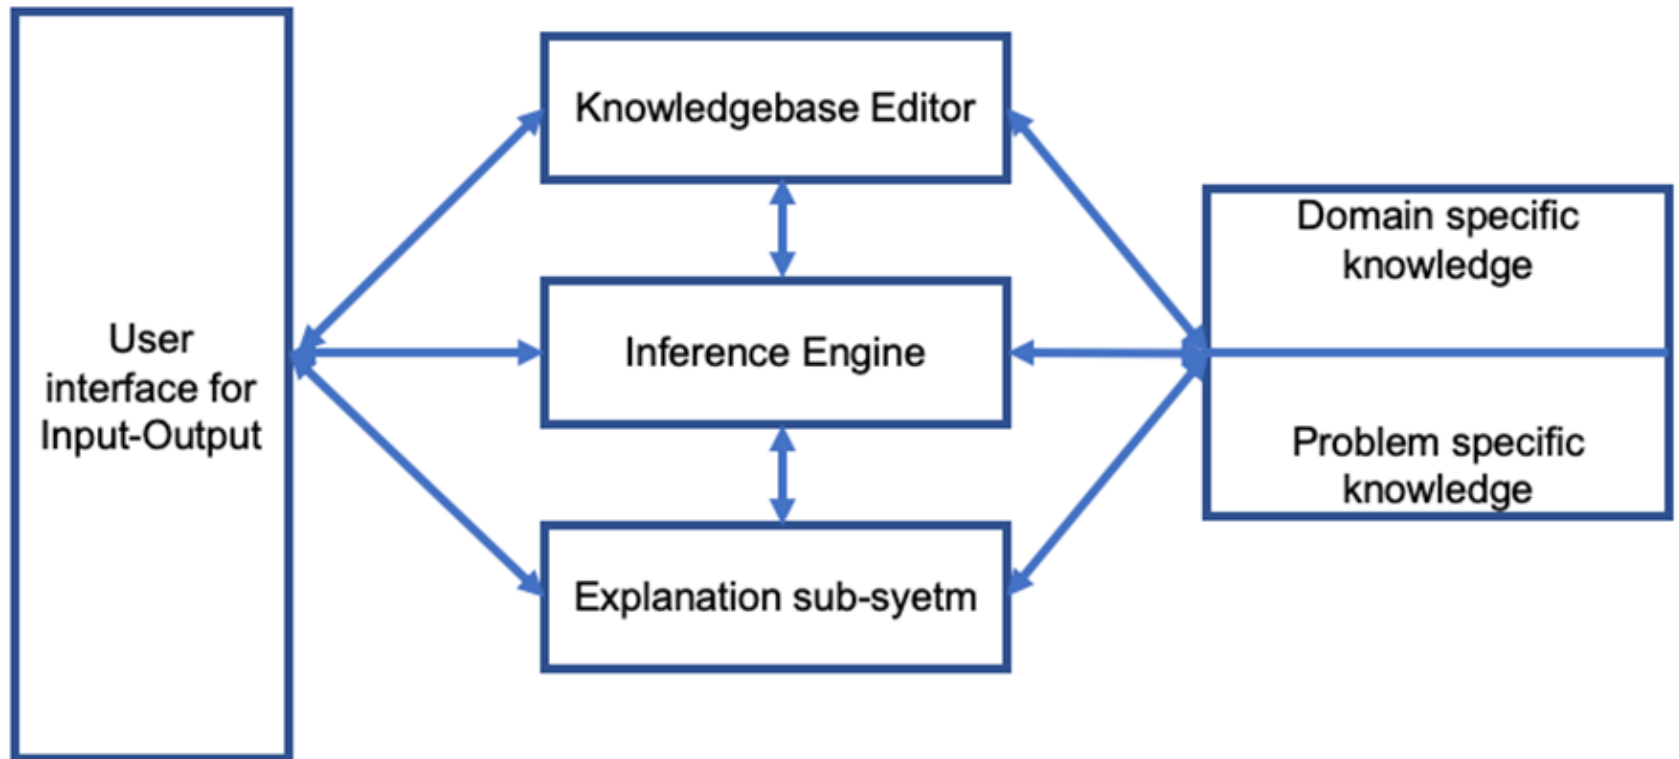 User
interface for
Input-Output
Knowledgebase Editor
Inference Engine
Explanation sub-syetm
Domain specific
knowledge
Problem specific
knowledge